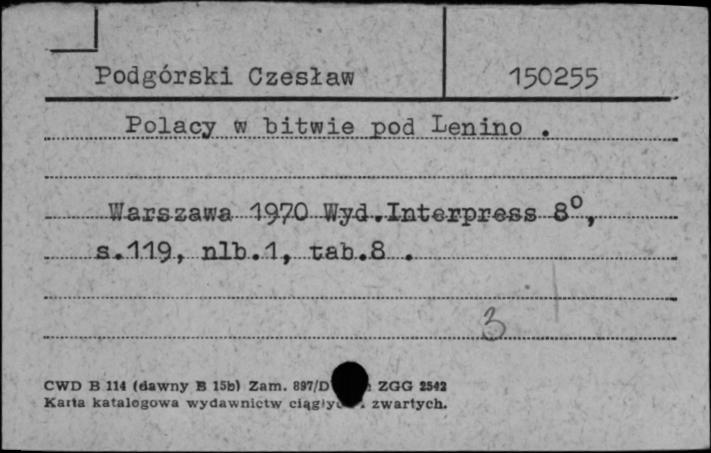 Podgórski Czesław 150255
Polacy w bitwie pod Lenino .
Warszawa 1970 Wyd.Interpress 8°,
s.119, nlb.1, tab.8 .
3
CWD B 114 (dawny B 15b) Zam. 897/D ZGG 2542
Karta katalogowa wydawnictw zwartych.